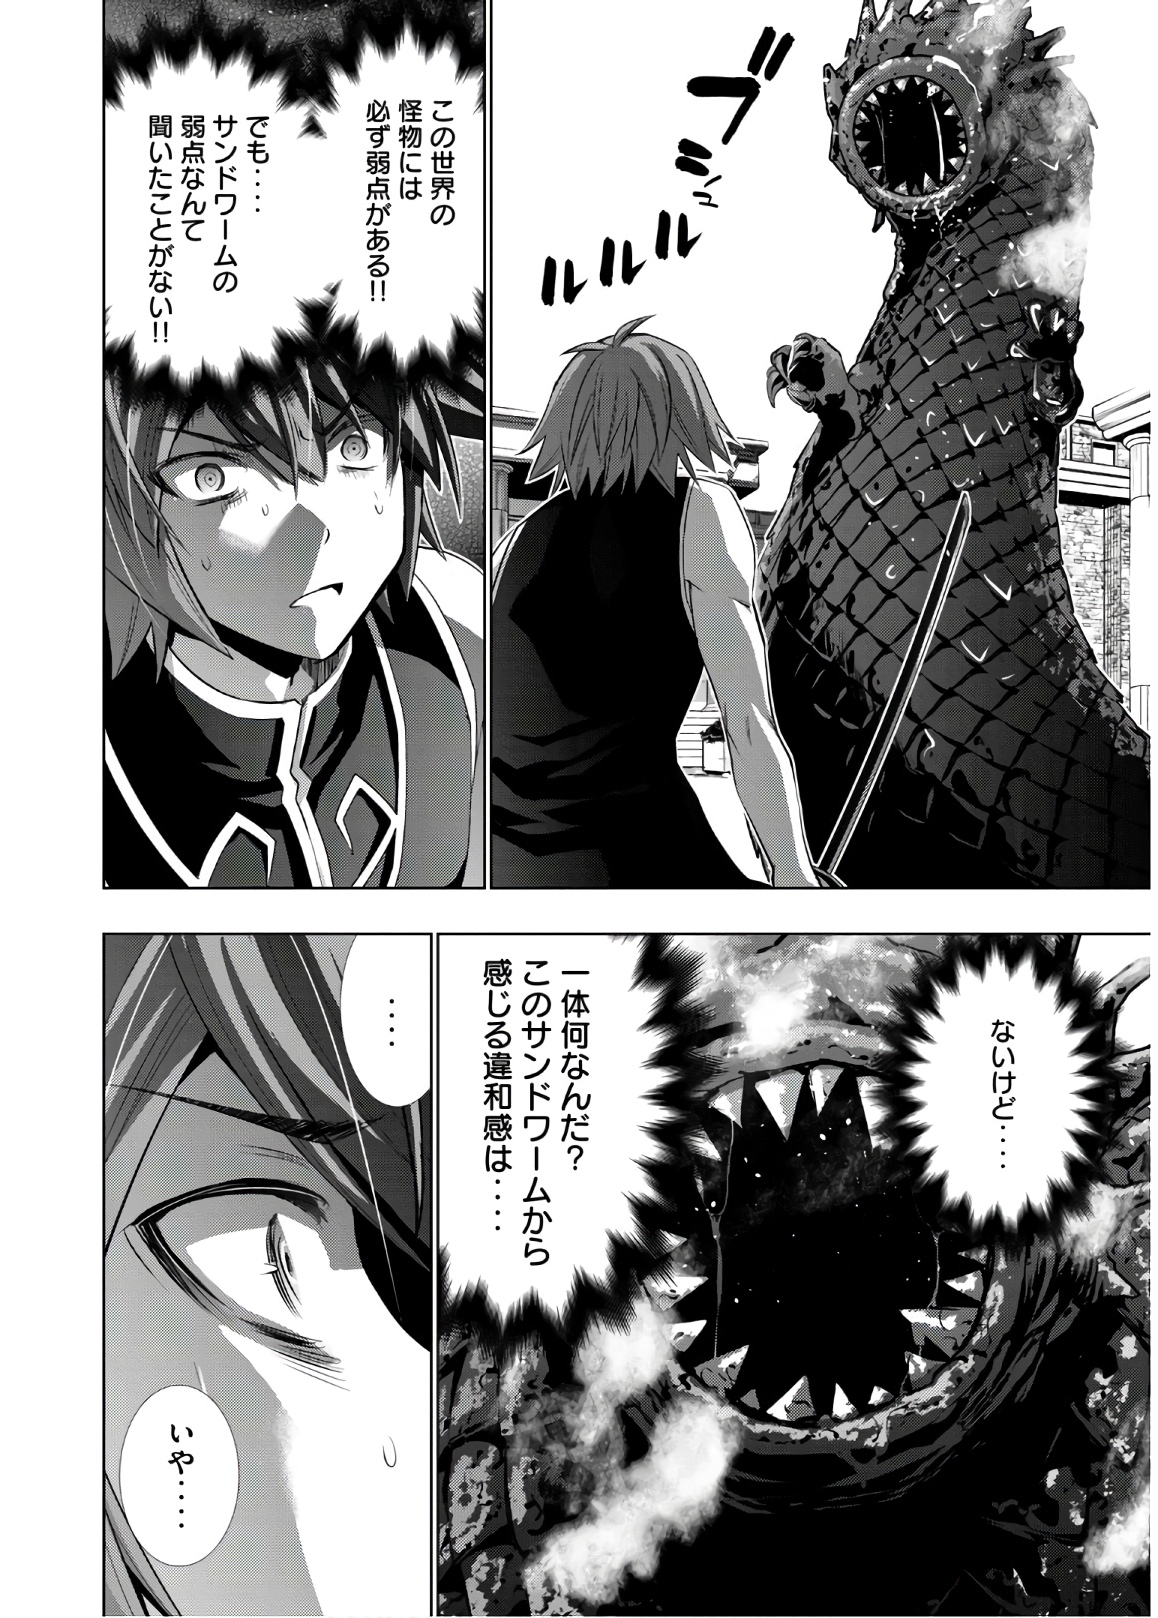 ブシュ
ルルル
この世界の
怪物には
必ず弱点がある!!
でも‥‥
サンドワームの
弱点なんて
聞いたことがない!!
ないけど‥‥
一体何なんだ?
このサンドワームから
感じる違和感は‥‥
‥‥
いや‥‥